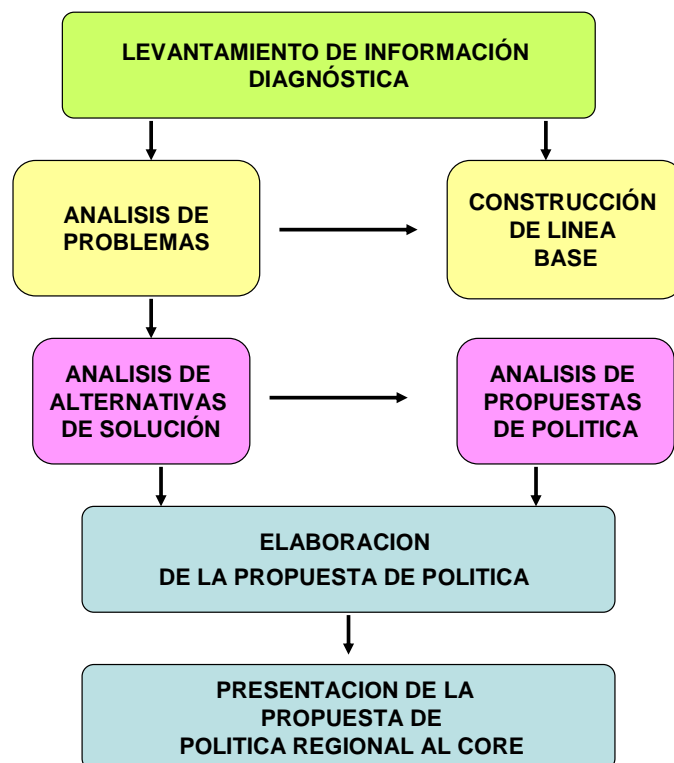 LEVANTAMIENTO DE INFORMACIÓN
DIAGNÓSTICA
ANALISIS DE
PROBLEMAS
CONSTRUCCIÓN
DE LINEA
BASE
ANALISIS DE
ALTERNATIVAS
DE SOLUCIÓN
ANALISIS DE
PROPUESTAS
DE POLITICA
ELABORACION
DE LA PROPUESTA DE POLITICA
PRESENTACION DE LA
PROPUESTA DE
POLITICA REGIONAL AL CORE